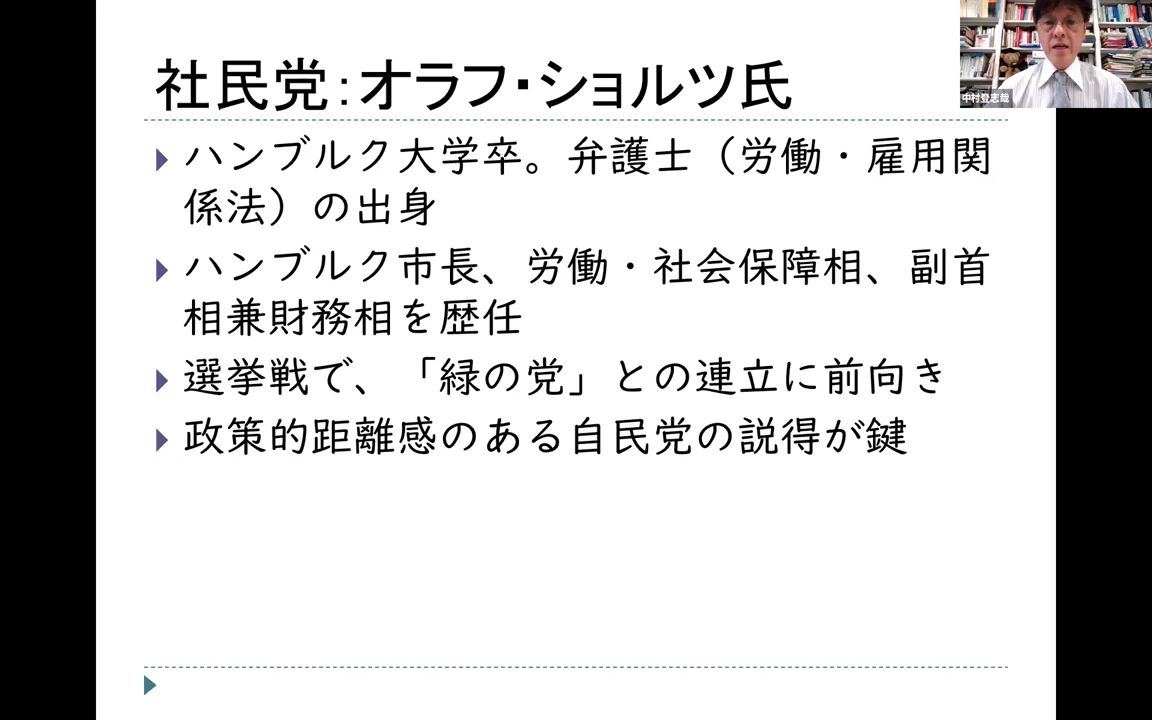 社民党：オラフ・ショルツ氏
中村登志哉
ハンブルク大学卒。弁護士（労働・雇用関
係法）の出身
ハンブルク市長、労働・社会保障相、副首
相兼財務相を歴任
選挙戦で、「緑の党」との連立に前向き
政策的距離感のある自民党の説得が鍵